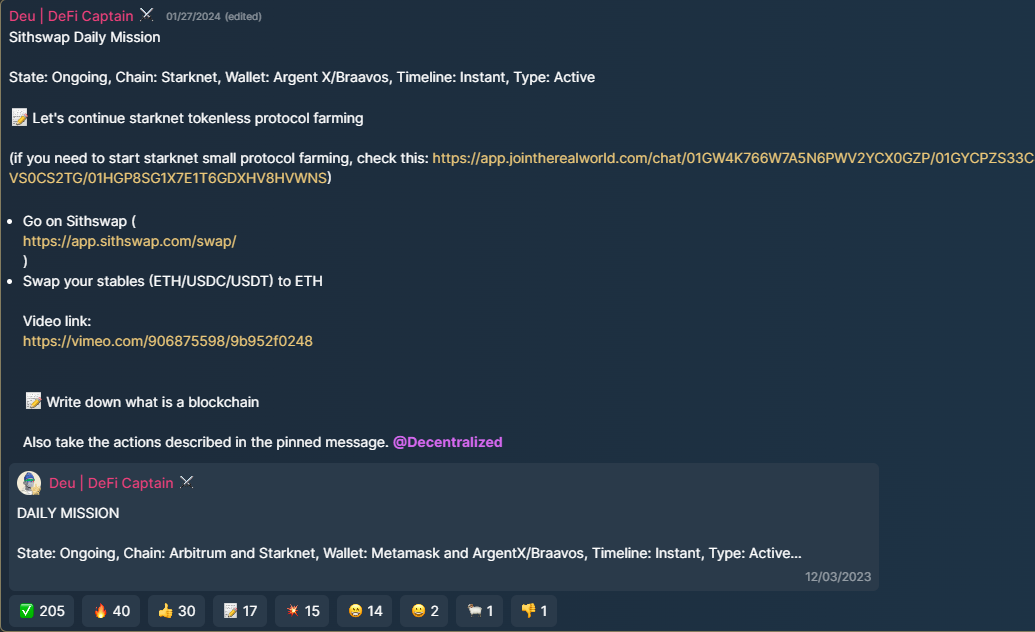 Deu | DeFi Captain 01/27/2024 (edited)
Sithswap Daily Mission
State: Ongoing, Chain: Starknet, Wallet: Argent X/Braavos, Timeline: Instant, Type: Active
📝 Let's continue starknet tokenless protocol farming
(if you need to start starknet small protocol farming, check this: https://app.jointherealworld.com/chat/01GW4K766W7A5N6PWV2YCX0GZP/01GYCPZS33C
VS0CS2TG/01HGP8SG1X7E1T6GDXHV8HVWNS)
• Go on Sithswap (
https://app.sithswap.com/swap/
)
• Swap your stables (ETH/USDC/USDT) to ETH
Video link:
https://vimeo.com/906875598/9b952f0248
📝 Write down what is a blockchain
Also take the actions described in the pinned message. @Decentralized
Deu | DeFi Captain
DAILY MISSION
State: Ongoing, Chain: Arbitrum and Starknet, Wallet: Metamask and ArgentX/Braavos, Timeline: Instant, Type: Active...
12/03/2023
✅ 205 🔥 40 👍 30 📝 17 💥 15 😁 14 😀 2 🐑 1 👎 1